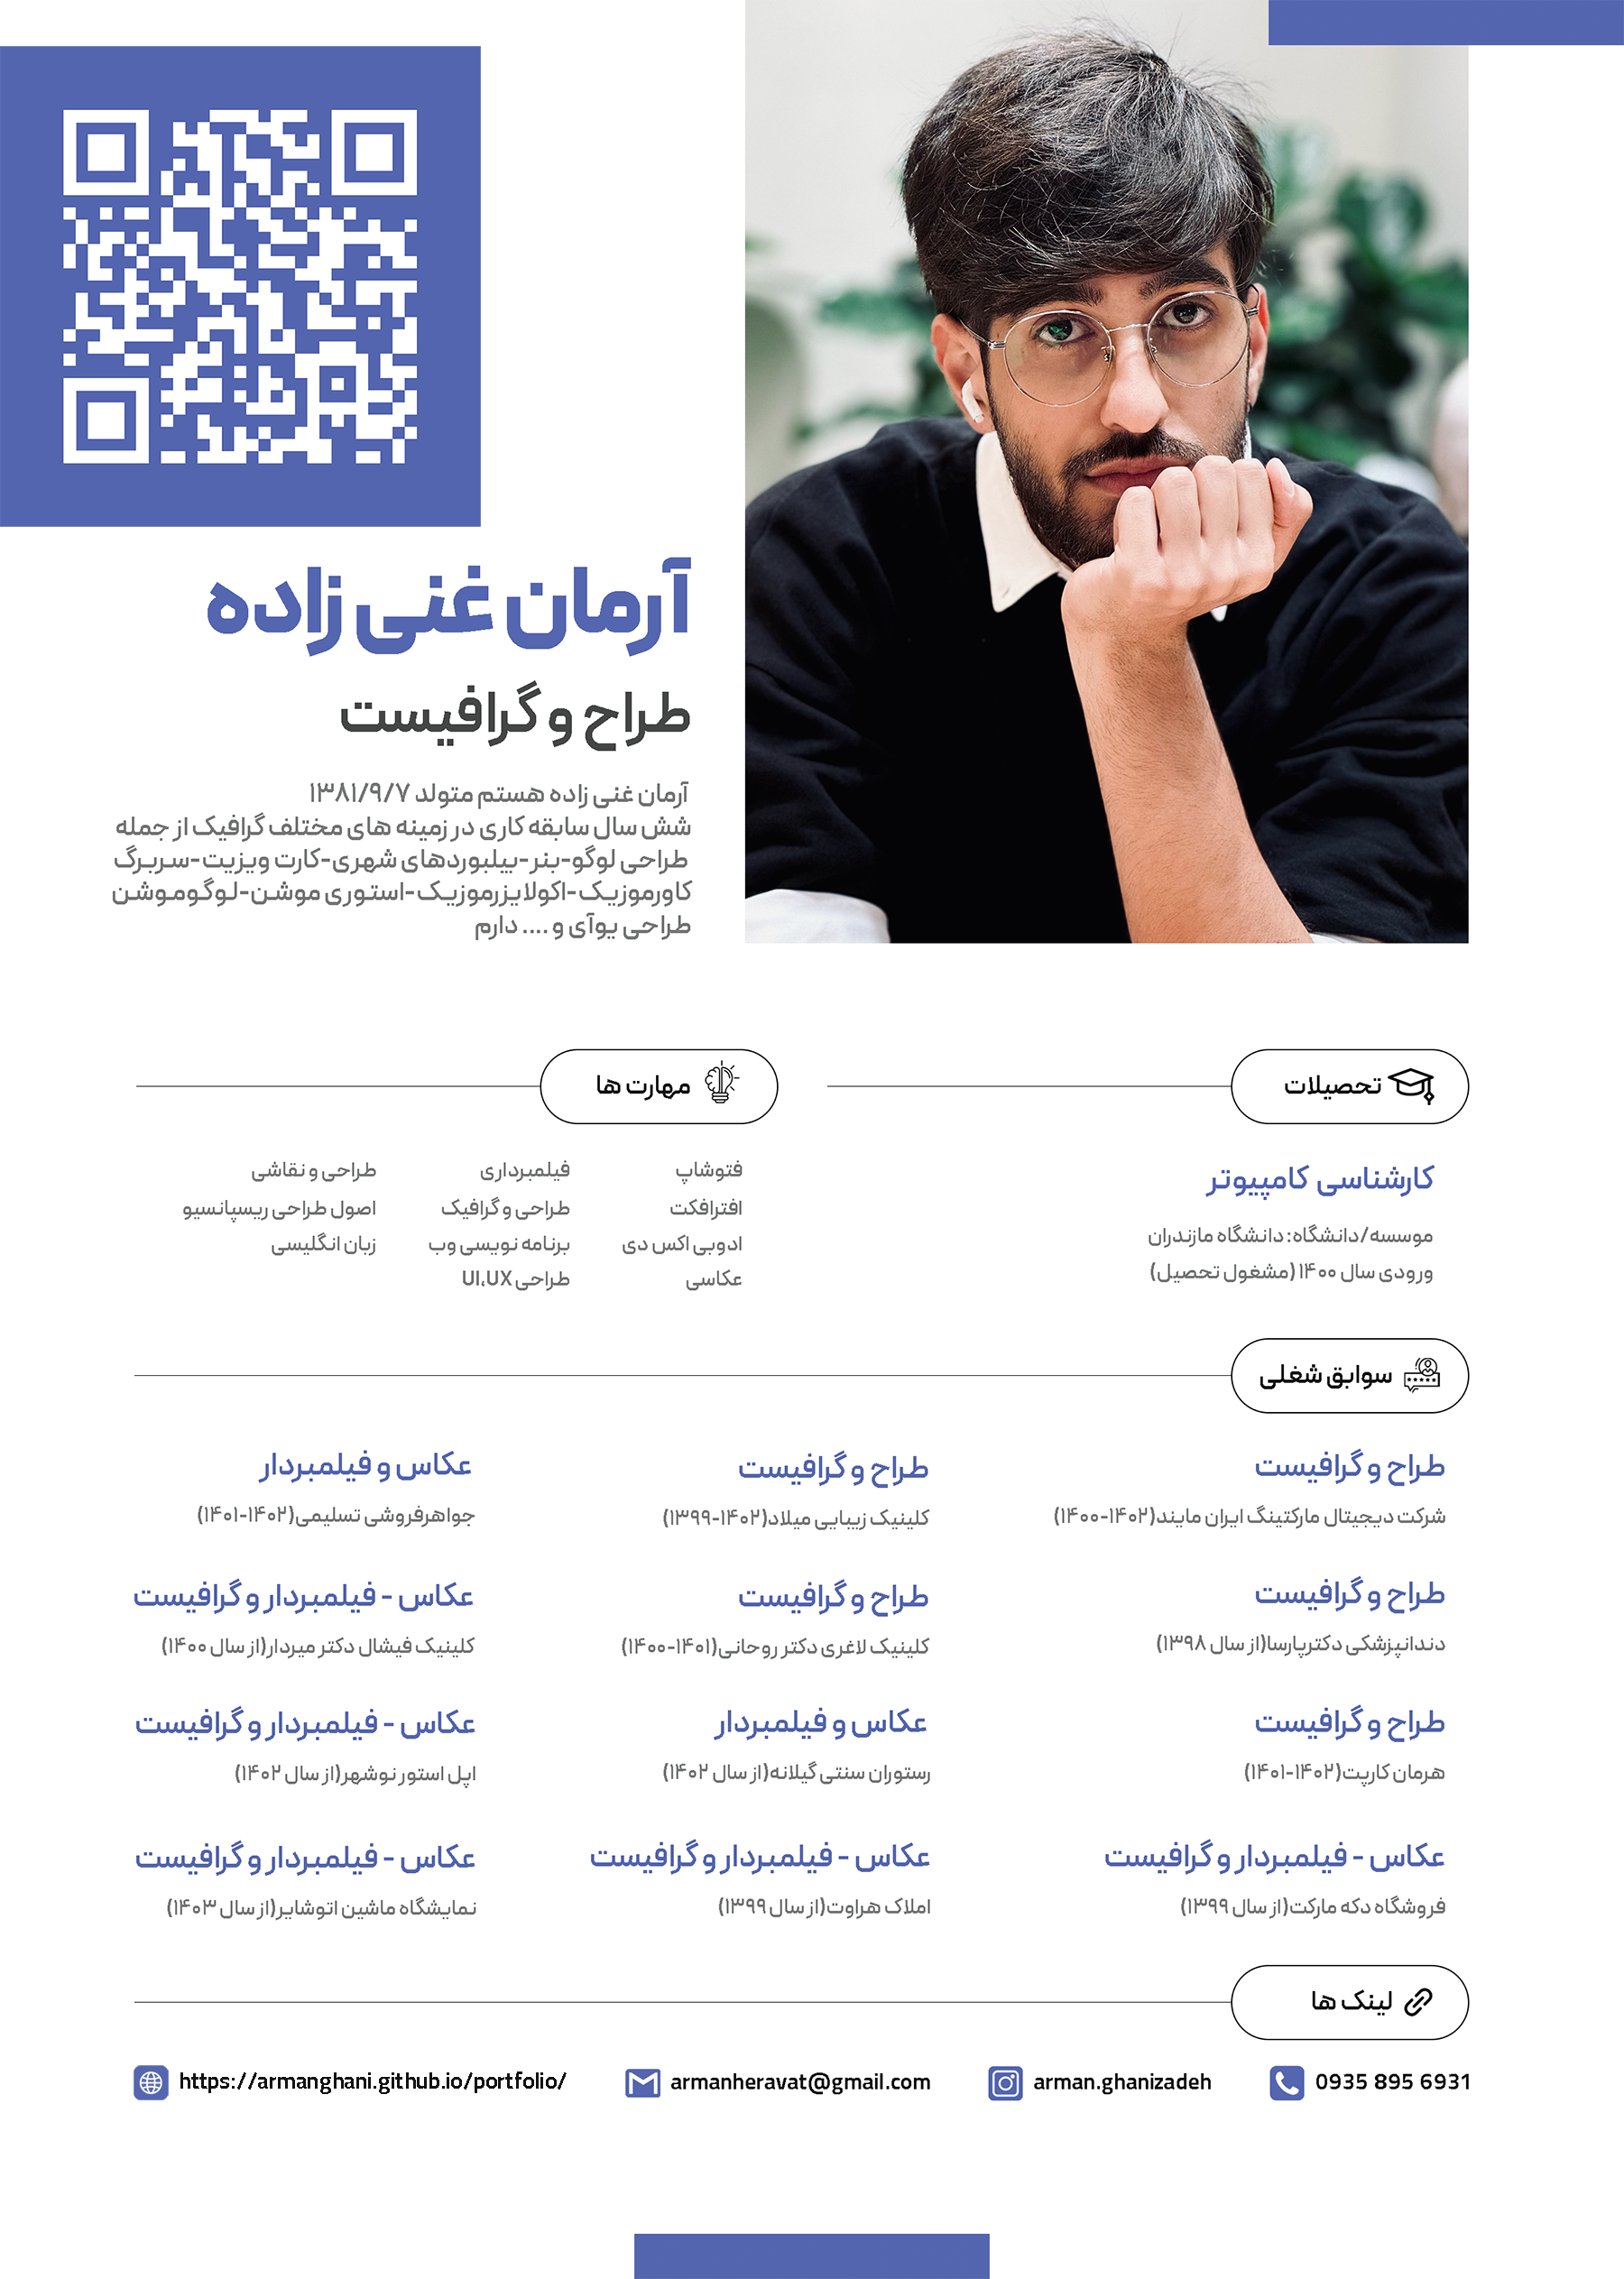 آرمان غنی زاده
طراح و گرافیست
آرمان غنی زاده هستم متولد ۱۳۸۱/۹/۷
شش سال سابقه کاری در زمینه های مختلف گرافیک از جمله
طراحی لوگو-بنر-بیلبوردهای شهری-کارت ویزیت-سربرگ
کاورموزیک-اکولایزرموزیک-استوری موشن-لوگوموشن
طراحی یوآی و .... دارم
تحصیلات
کارشناسی کامپیوتر
موسسه/دانشگاه: دانشگاه مازندران
ورودی سال ۱۴۰۰ (مشغول تحصیل)
مهارت ها
فتوشاپ
افترافکت
ادوبی اکس دی
عکاسی
فیلمبرداری
طراحی و گرافیک
برنامه نویسی وب
طراحی UI،UX
طراحی و نقاشی
اصول طراحی ریسپانسیو
زبان انگلیسی
سوابق شغلی
طراح و گرافیست
شرکت دیجیتال مارکتینگ ایران مایند(۱۴۰۲-۱۴۰۰)
طراح و گرافیست
کلینیک زیبایی میلاد(۱۴۰۲-۱۳۹۹)
عکاس و فیلمبردار
جواهرفروشی تسلیمی(۱۴۰۲-۱۴۰۱)
طراح و گرافیست
دندانپزشکی دکترپارسا(از سال ۱۳۹۸)
طراح و گرافیست
کلینیک لاغری دکتر روحانی(۱۴۰۱-۱۴۰۰)
عکاس - فیلمبردار و گرافیست
کلینیک فیشال دکتر میردار(از سال ۱۴۰۰)
طراح و گرافیست
هرمان کارپت(۱۴۰۲-۱۴۰۱)
عکاس و فیلمبردار
رستوران سنتی گیلانه(از سال ۱۴۰۲)
عکاس - فیلمبردار و گرافیست
اپل استور نوشهر(از سال ۱۴۰۲)
عکاس - فیلمبردار و گرافیست
فروشگاه دکه مارکت(از سال ۱۳۹۹)
عکاس - فیلمبردار و گرافیست
املاک هراوت(از سال ۱۳۹۹)
عکاس - فیلمبردار و گرافیست
نمایشگاه ماشین اتوشایر(از سال ۱۴۰۳)
لینک ها
0935 895 6931
arman.ghanizadeh
armanheravat@gmail.com
https://armanghani.github.io/portfolio/